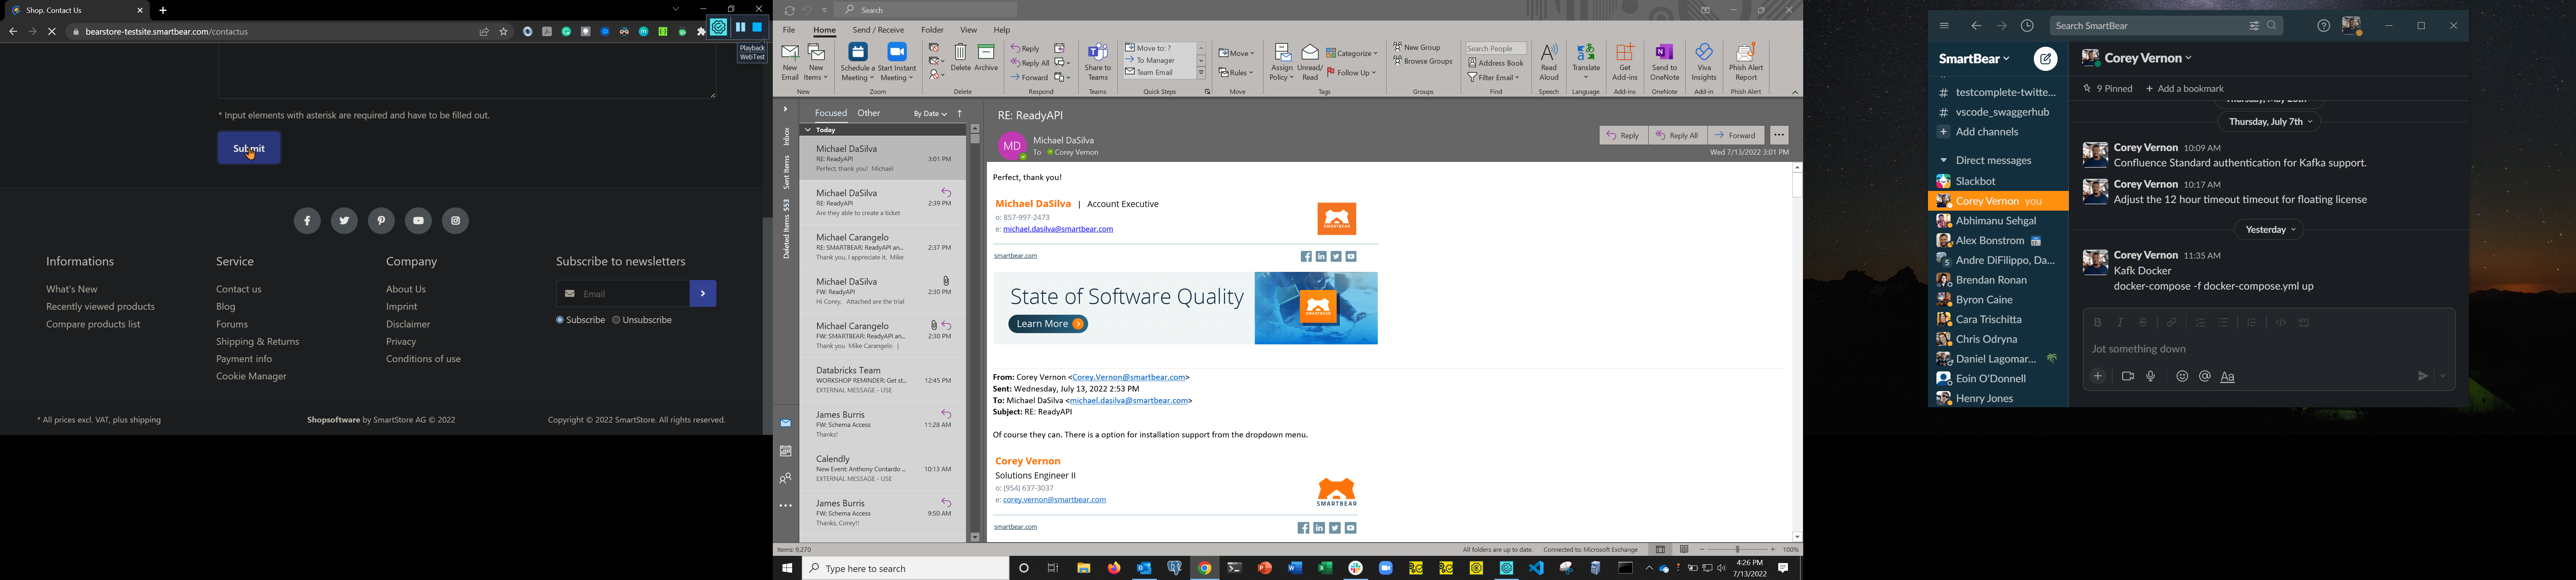 Shop. Contact Us
bearstore-testsite.smartbear.com/contactus
Playback
WebTest
* Input elements with asterisk are required and have to be filled out.
Submit
Informations
What's New
Recently viewed products
Compare products list
Service
Contact us
Blog
Forums
Shipping & Returns
Payment info
Cookie Manager
Company
About Us
Imprint
Disclaimer
Privacy
Conditions of use
Subscribe to newsletters
Email
Subscribe Unsubscribe
* All prices excl. VAT, plus shipping
Shopsoftware by SmartStore AG © 2022
Copyright © 2022 SmartStore. All rights reserved.
Search
File Home Send / Receive Folder View Help
New Email
New Items
New
Schedule a Meeting
Start Instant Meeting
Zoom
Delete
Archive
Delete
Reply
Reply All
Forward
Respond
Share to Teams
Teams
Move to: ?
To Manager
Team Email
Quick Steps
Move
Rules
Move
Assign Policy
Unread/ Read
Categorize
Follow Up
Tags
New Group
Browse Groups
Groups
Search People
Address Book
Filter Email
Find
Read Aloud
Speech
Translate
Language
Get Add-ins
Add-ins
Send to OneNote
OneNote
Viva Insights
Add-in
Phish Alert Report
Phish Alert
Inbox
Sent Items
Deleted Items 553
Focused Other By Date
Today
Michael DaSilva
RE: ReadyAPI 3:01 PM
Perfect, thank you! Michael
Michael DaSilva
RE: ReadyAPI 2:39 PM
Are they able to create a ticket
Michael Carangelo
RE: SMARTBEAR: ReadyAPI an... 2:37 PM
Thank you, I appreciate it. Mike
Michael DaSilva
FW: ReadyAPI 2:30 PM
Hi Corey, Attached are the trial
Michael Carangelo
FW: SMARTBEAR: ReadyAPI an... 2:30 PM
Thank you Mike Carangelo |
Databricks Team
WORKSHOP REMINDER: Get st... 12:45 PM
EXTERNAL MESSAGE - USE
James Burris
FW: Schema Access 11:28 AM
Thanks!
Calendly
New Event: Anthony Contardo ... 10:13 AM
EXTERNAL MESSAGE - USE
James Burris
FW: Schema Access 9:50 AM
Thanks, Corey!!
RE: ReadyAPI
MD
Michael DaSilva
To Corey Vernon
Reply Reply All Forward
Wed 7/13/2022 3:01 PM
Perfect, thank you!
Michael DaSilva | Account Executive
o: 857-997-2473
e: michael.dasilva@smartbear.com
SMARTBEAR
smartbear.com
State of Software Quality
Learn More
From: Corey Vernon <Corey.Vernon@smartbear.com>
Sent: Wednesday, July 13, 2022 2:53 PM
To: Michael DaSilva <michael.dasilva@smartbear.com>
Subject: RE: ReadyAPI
Of course they can. There is a option for installation support from the dropdown menu.
Corey Vernon
Solutions Engineer II
o: (954) 637-3037
e: corey.vernon@smartbear.com
SMARTBEAR
smartbear.com
Items: 9,270
All folders are up to date. Connected to: Microsoft Exchange 100%
Type here to search
4:26 PM
7/13/2022
Search SmartBear
SmartBear
# testcomplete-twitte...
# vscode_swaggerhub
Add channels
Direct messages
Slackbot
Corey Vernon you
Abhimanu Sehgal
Alex Bonstrom
5 Andre DiFilippo, Da...
Brendan Ronan
Byron Caine
Cara Trischitta
Chris Odryna
Daniel Lagomar...
Eoin O'Donnell
Henry Jones
Corey Vernon
9 Pinned + Add a bookmark
Thursday, July 7th
Corey Vernon 10:09 AM
Confluence Standard authentication for Kafka support.
Corey Vernon 10:17 AM
Adjust the 12 hour timeout timeout for floating license
Yesterday
Corey Vernon 11:35 AM
Kafk Docker
docker-compose -f docker-compose.yml up
Jot something down